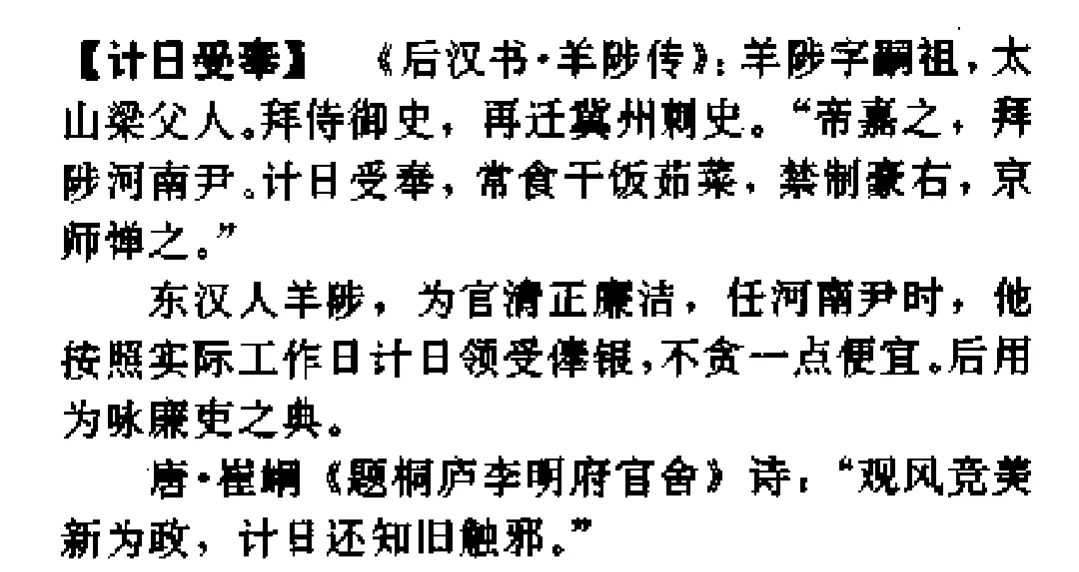 【计日受奉】 《后汉书·羊陟传》：羊陟字嗣祖，太
山梁父人。拜侍御史，再迁冀州刺史。“帝嘉之，拜
陟河南尹。计日受奉，常食干饭茹菜，禁制豪右，京
师惮之。”
东汉人羊陟，为官清正廉洁，任河南尹时，他
按照实际工作日计日领受俸银，不贪一点便宜。后用
为咏廉吏之典。
唐·崔峒《题桐庐李明府官舍》诗：“观风竞美
新为政，计日还知旧触邪。”